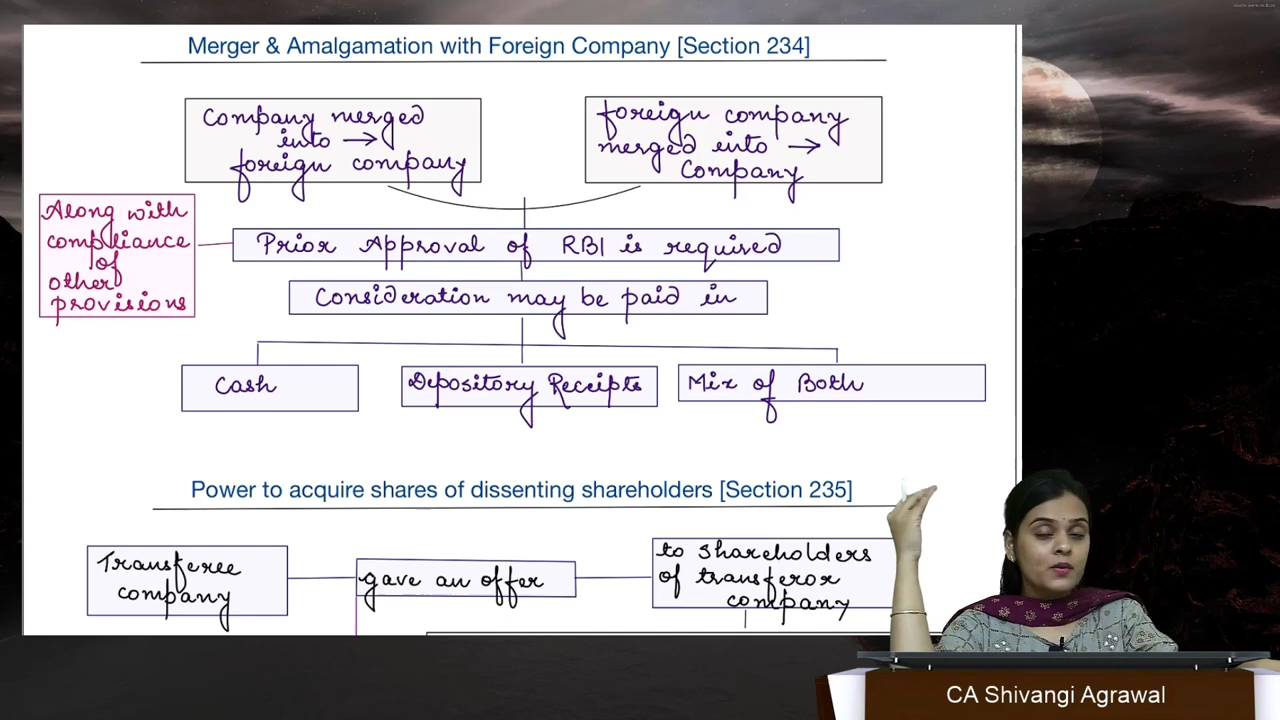 Merger & Amalgamation with Foreign Company [Section 234]
Company merged
into →
foreign company
foreign company
merged into →
Company
Along with
compliance
of
other
provisions
Prior Approval of RBI is required
Consideration may be paid in
Cash
Depository Receipts
Mix of Both
Power to acquire shares of dissenting shareholders [Section 235]
Transferee
company
gave an offer
to shareholders
of transferor
company
CA Shivangi Agrawal